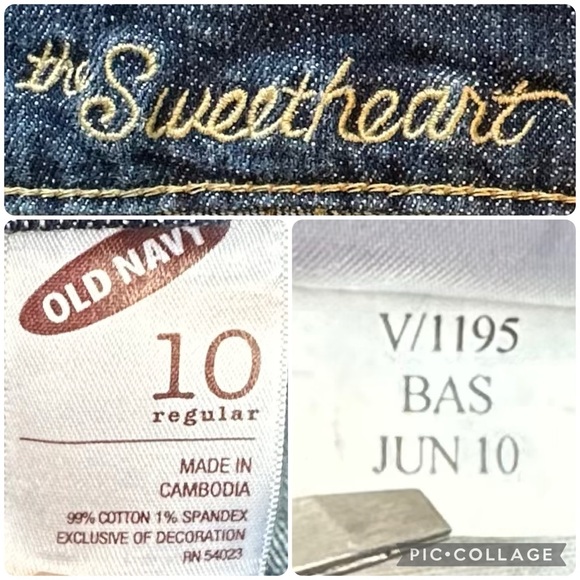 the Sweetheart
OLD NAVY
10
regular
MADE IN
CAMBODIA
99% COTTON 1% SPANDEX
EXCLUSIVE OF DECORATION
RN 54023
V/1195
BAS
JUN 10
PIC•COLLAGE